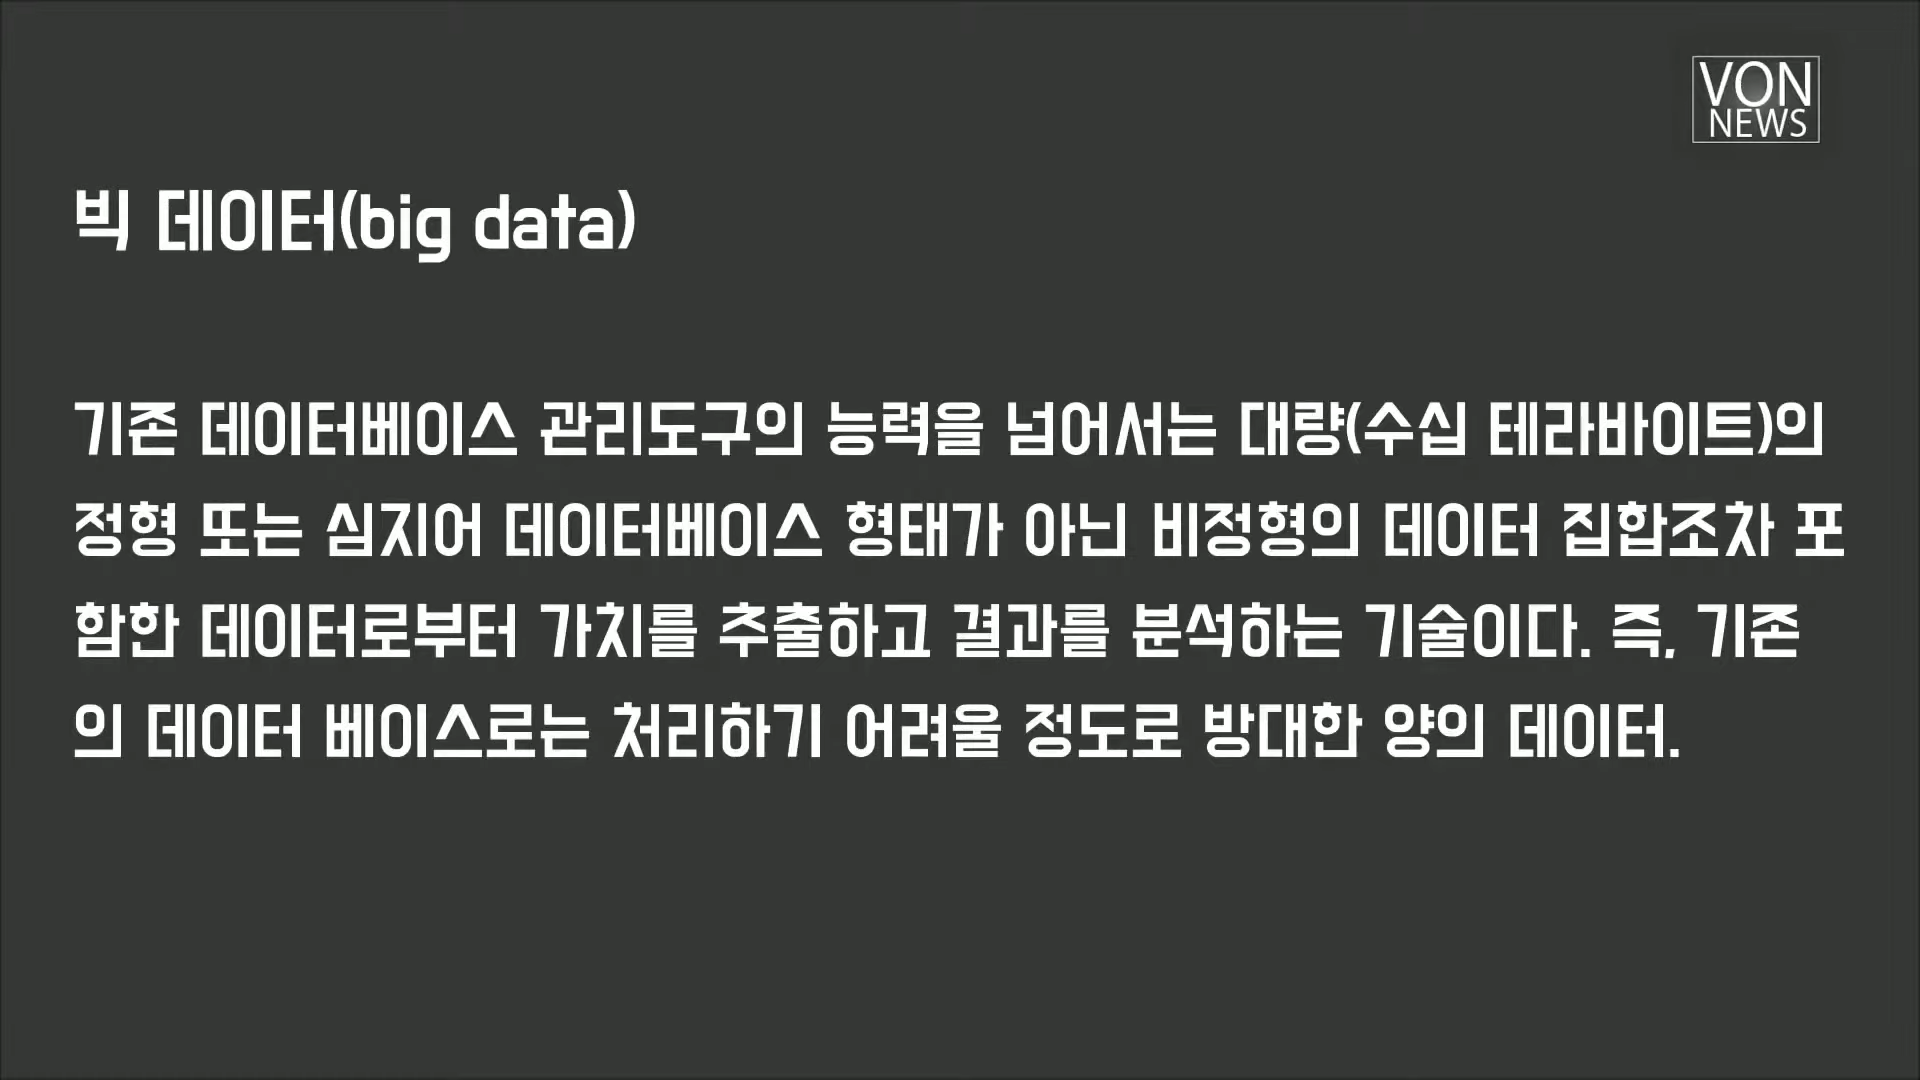 VON
NEWS
빅 데이터(big data)
기존 데이터베이스 관리도구의 능력을 넘어서는 대량(수십 테라바이트)의
정형 또는 심지어 데이터베이스 형태가 아닌 비정형의 데이터 집합조차 포
함한 데이터로부터 가치를 추출하고 결과를 분석하는 기술이다. 즉, 기존
의 데이터 베이스로는 처리하기 어려울 정도로 방대한 양의 데이터.